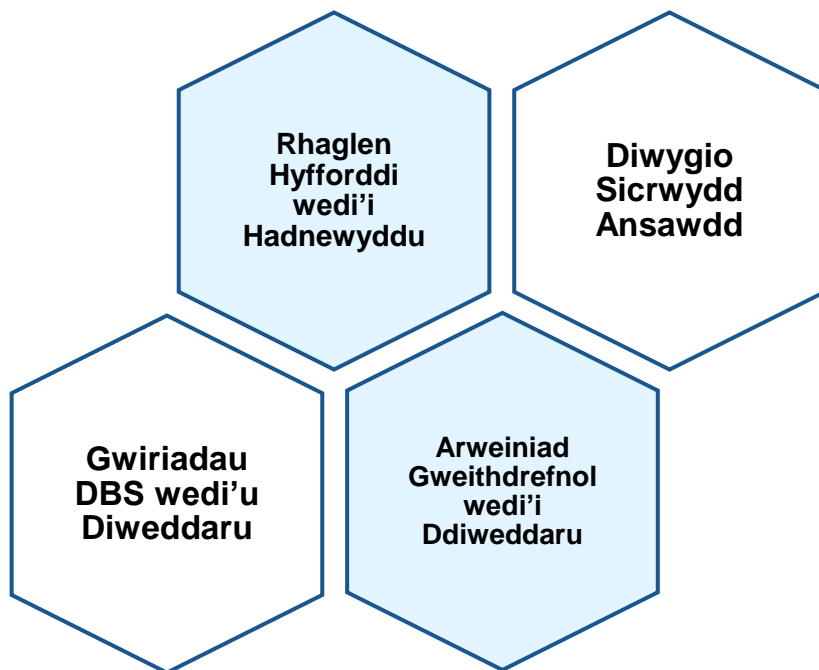 Rhaglen
Hyfforddi
wedi’i
Hadnewyddu
Diwygio
Sicrwydd
Ansawdd
Gwiriadau
DBS wedi’u
Diweddaru
Arweiniad
Gweithdrefnol
wedi’i
Ddiweddaru